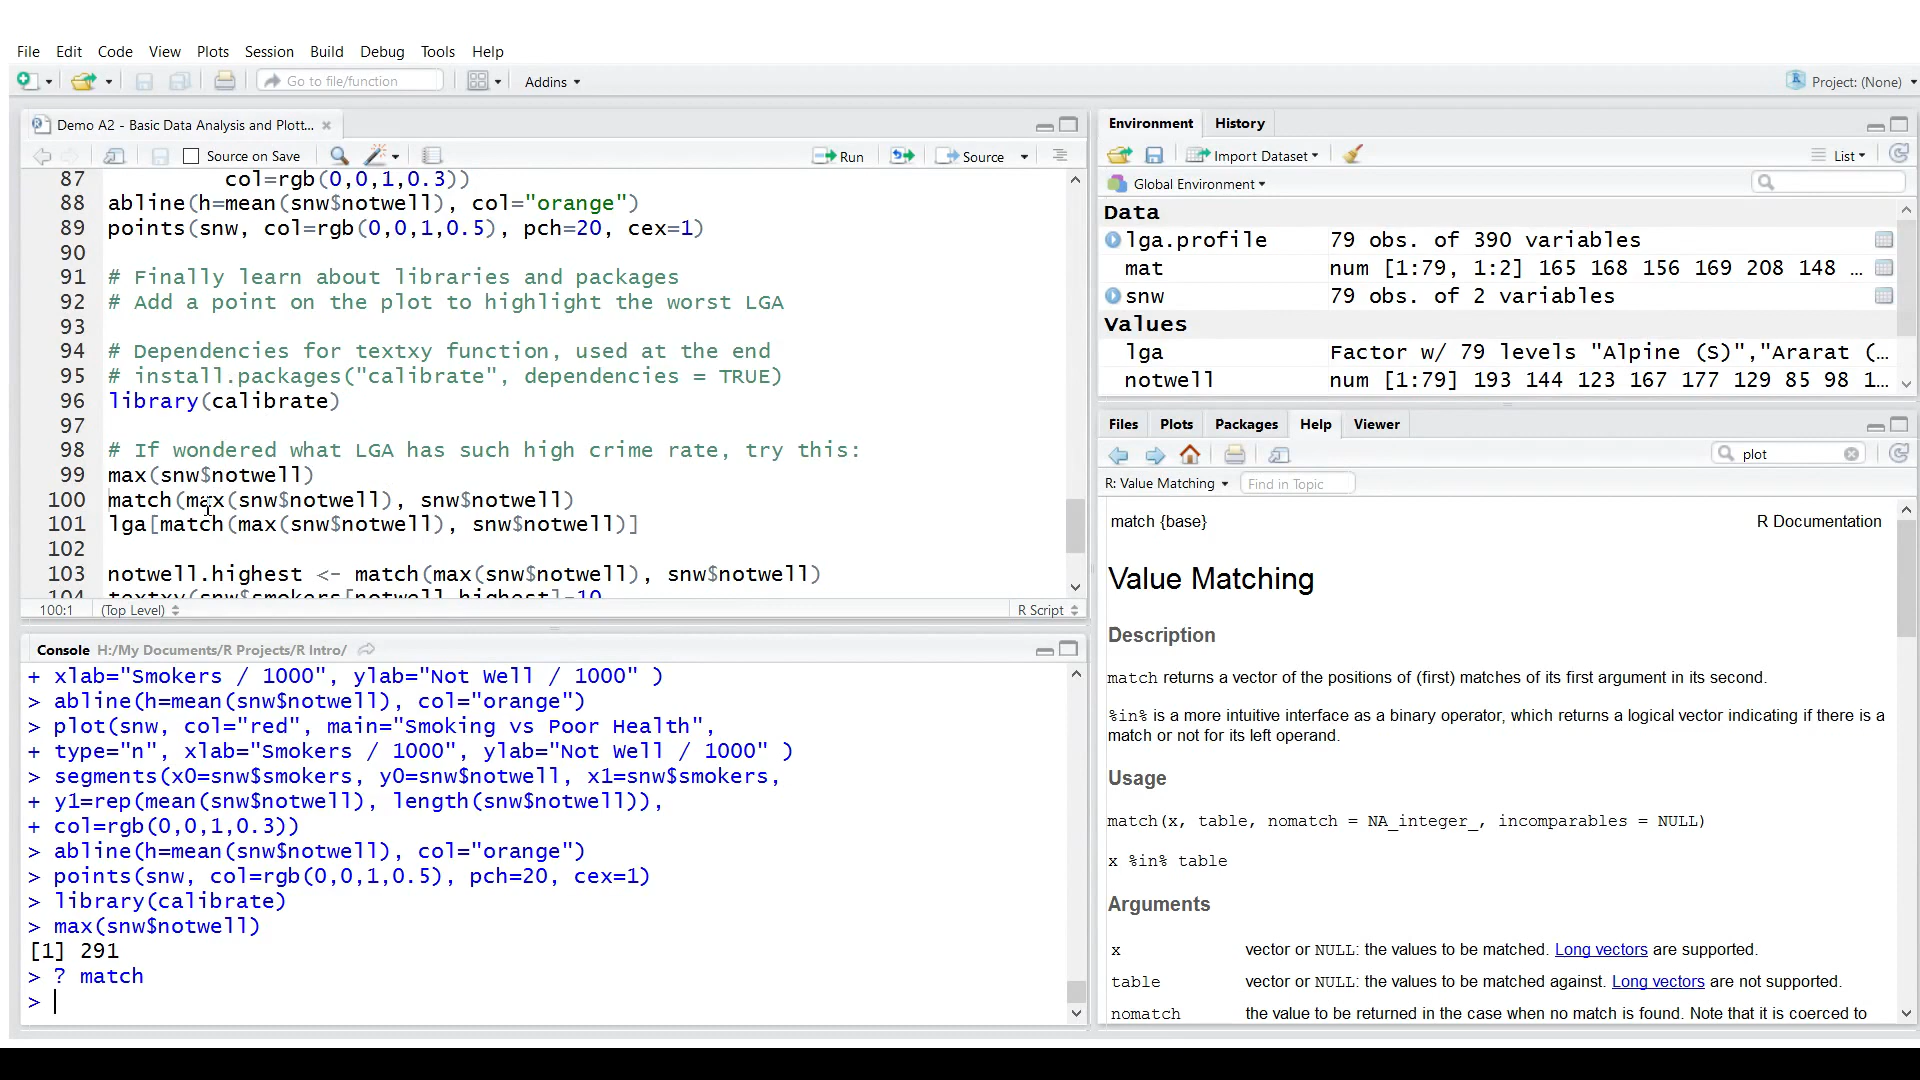 File Edit Code View Plots Session Build Debug Tools Help
Go to file/function Addins Project: (None)
Demo A2 - Basic Data Analysis and Plott...
Source on Save Run Source
87 col=rgb(0,0,1,0.3))
88 abline(h=mean(snw$notwell), col="orange")
89 points(snw, col=rgb(0,0,1,0.5), pch=20, cex=1)
90
91 # Finally learn about libraries and packages
92 # Add a point on the plot to highlight the worst LGA
93
94 # Dependencies for textxy function, used at the end
95 # install.packages("calibrate", dependencies = TRUE)
96 library(calibrate)
97
98 # If wondered what LGA has such high crime rate, try this:
99 max(snw$notwell)
100 match(max(snw$notwell), snw$notwell)
101 lga[match(max(snw$notwell), snw$notwell)]
102
103 notwell.highest <- match(max(snw$notwell), snw$notwell)
104 textxy(snw$smokers[notwell.highest]-10,
100:1 (Top Level) R Script
Console H:/My Documents/R Projects/R Intro/
+ xlab="Smokers / 1000", ylab="Not Well / 1000" )
> abline(h=mean(snw$notwell), col="orange")
> plot(snw, col="red", main="Smoking vs Poor Health",
+ type="n", xlab="Smokers / 1000", ylab="Not Well / 1000" )
> segments(x0=snw$smokers, y0=snw$notwell, x1=snw$smokers,
+ y1=rep(mean(snw$notwell), length(snw$notwell)),
+ col=rgb(0,0,1,0.3))
> abline(h=mean(snw$notwell), col="orange")
> points(snw, col=rgb(0,0,1,0.5), pch=20, cex=1)
> library(calibrate)
> max(snw$notwell)
[1] 291
> ? match
>
Environment History
Import Dataset List
Global Environment
Data
lga.profile 79 obs. of 390 variables
mat num [1:79, 1:2] 165 168 156 169 208 148 ...
snw 79 obs. of 2 variables
Values
lga Factor w/ 79 levels "Alpine (S)","Ararat (...
notwell num [1:79] 193 144 123 167 177 129 85 98 1...
Files Plots Packages Help Viewer
plot
R: Value Matching Find in Topic
match {base} R Documentation
Value Matching
Description
match returns a vector of the positions of (first) matches of its first argument in its second.
%in% is a more intuitive interface as a binary operator, which returns a logical vector indicating if there is a
match or not for its left operand.
Usage
match(x, table, nomatch = NA_integer_, incomparables = NULL)
x %in% table
Arguments
x vector or NULL: the values to be matched. Long vectors are supported.
table vector or NULL: the values to be matched against. Long vectors are not supported.
nomatch the value to be returned in the case when no match is found. Note that it is coerced to